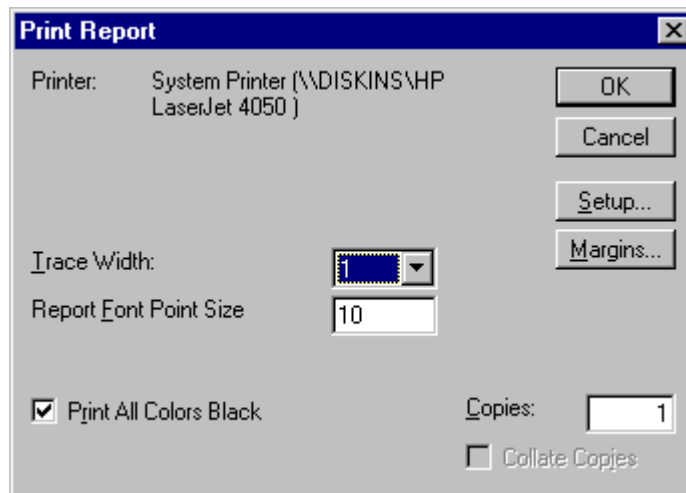 Print Report
Printer: System Printer (\\DISKINS\HP
LaserJet 4050 )
OK
Cancel
Setup...
Margins...
Trace Width: 1
Report Font Point Size 10
Print All Colors Black
Copies: 1
Collate Copies